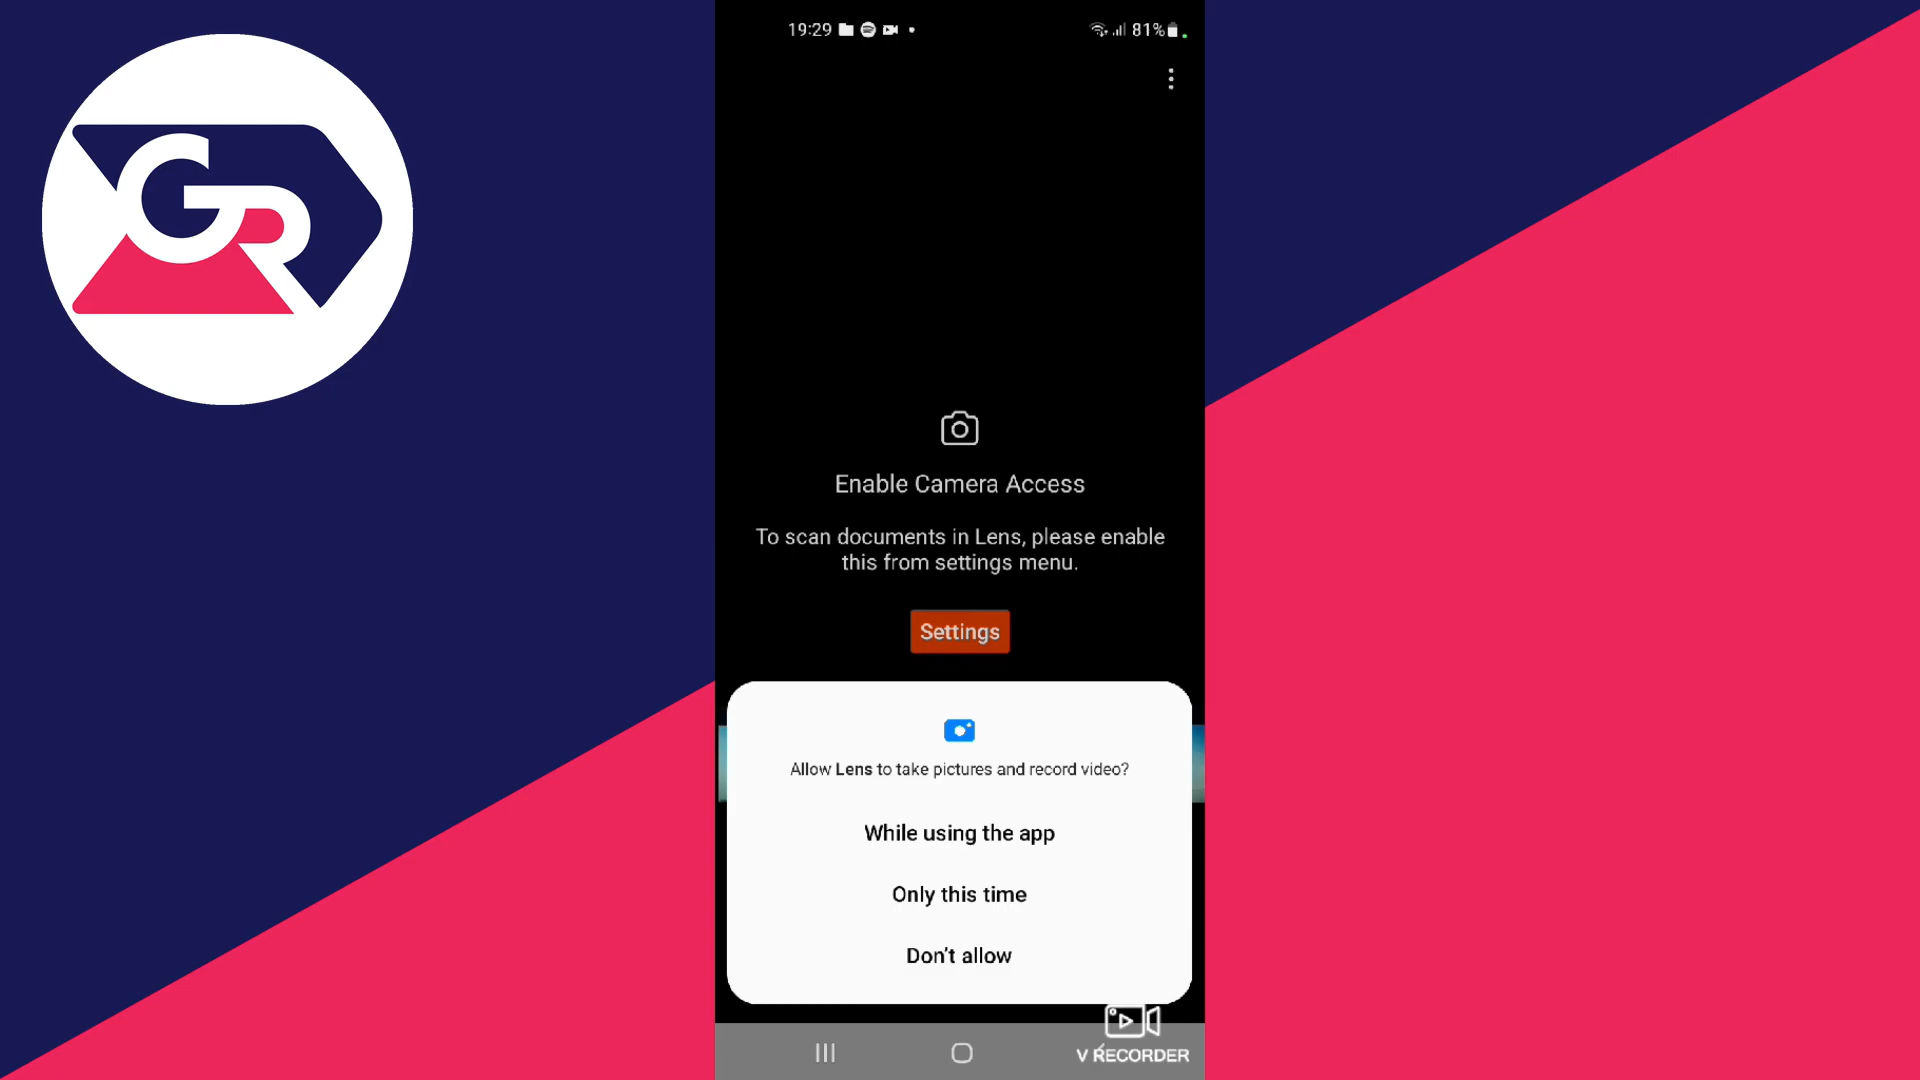 GR
19:29
81%
Enable Camera Access
To scan documents in Lens, please enable
this from settings menu.
Settings
Allow Lens to take pictures and record video?
While using the app
Only this time
Don't allow
V RECORDER